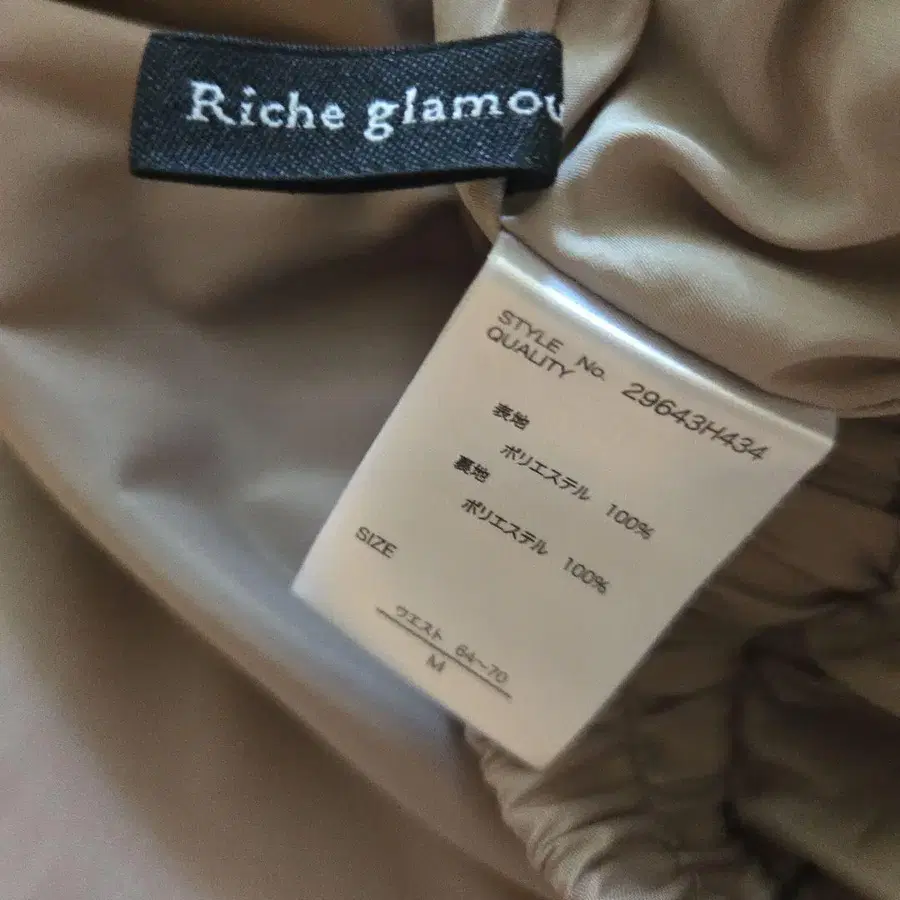 Riche glamou
STYLE No. 29643H434
QUALITY
表地
ポリエステル 100%
裏地
ポリエステル 100%
SIZE
ウエスト 64~70
M